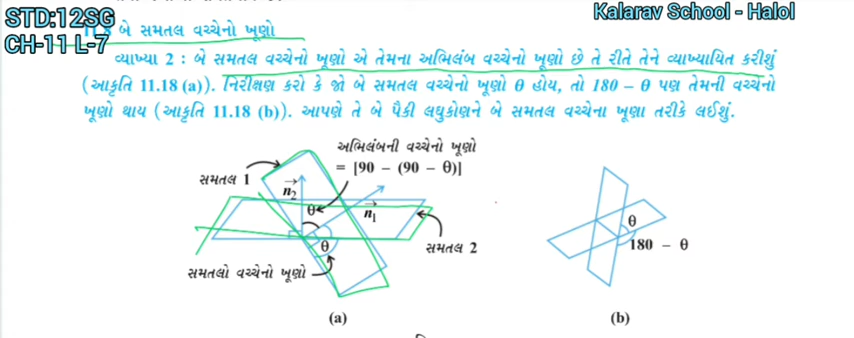 STD:12SG
CH-11 L-7
Kalarav School - Halol
11.8 બે સમતલ વચ્ચેનો ખૂણો
વ્યાખ્યા 2 : બે સમતલ વચ્ચેનો ખૂણો એ તેમના અભિલંબ વચ્ચેનો ખૂણો છે તે રીતે તેને વ્યાખ્યાયિત કરીશું
(આકૃતિ 11.18 (a)). નિરીક્ષણ કરો કે જો બે સમતલ વચ્ચેનો ખૂણો θ હોય, તો 180 – θ પણ તેમની વચ્ચેનો
ખૂણો થાય (આકૃતિ 11.18 (b)). આપણે તે બે પૈકી લઘુકોણને બે સમતલ વચ્ચેના ખૂણા તરીકે લઈશું.
અભિલંબની વચ્ચેનો ખૂણો
= [90 – (90 – θ)]
સમતલ 1
n₂
θ
n₁
θ
સમતલ 2
સમતલો વચ્ચેનો ખૂણો
θ
180 – θ
(a)
(b)